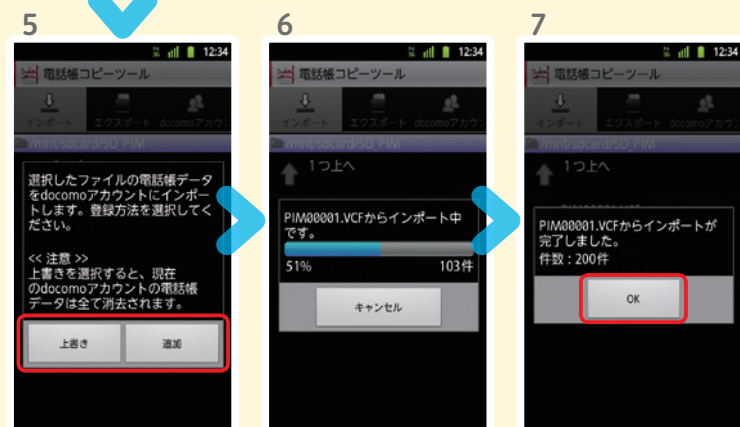 5
12:34
電話帳コピーツール
インポート エクスポート docomoアカウン
/mnt/sdcard/SD_PIM
選択したファイルの電話帳データ
をdocomoアカウントにインポー
トします。登録方法を選択してく
ださい。
<< 注意 >>
上書きを選択すると、現在
のdocomoアカウントの電話帳
データは全て消去されます。
上書き 追加
6
12:34
電話帳コピーツール
インポート エクスポート docomoアカウン
/mnt/sdcard/SD_PIM
1つ上へ
PIM00001.VCFからインポート中
です。
51% 103件
キャンセル
7
12:34
電話帳コピーツール
インポート エクスポート docomoアカウン
/mnt/sdcard/SD_PIM
1つ上へ
PIM00001.VCFからインポートが
完了しました。
件数:200件
OK